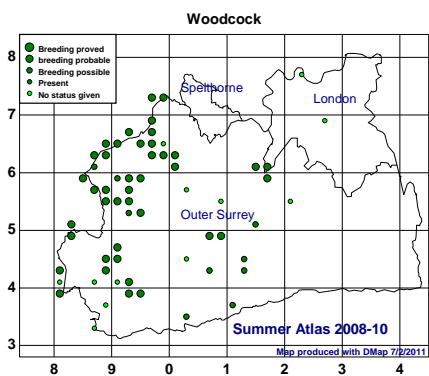 Woodcock
Breeding proved
breeding probable
Breeding possible
Present
No status given
Spelthorne
London
Outer Surrey
Summer Atlas 2008-10
Map produced with DMap 7/2/2011
8
7
6
5
4
3
8 9 0 1 2 3 4